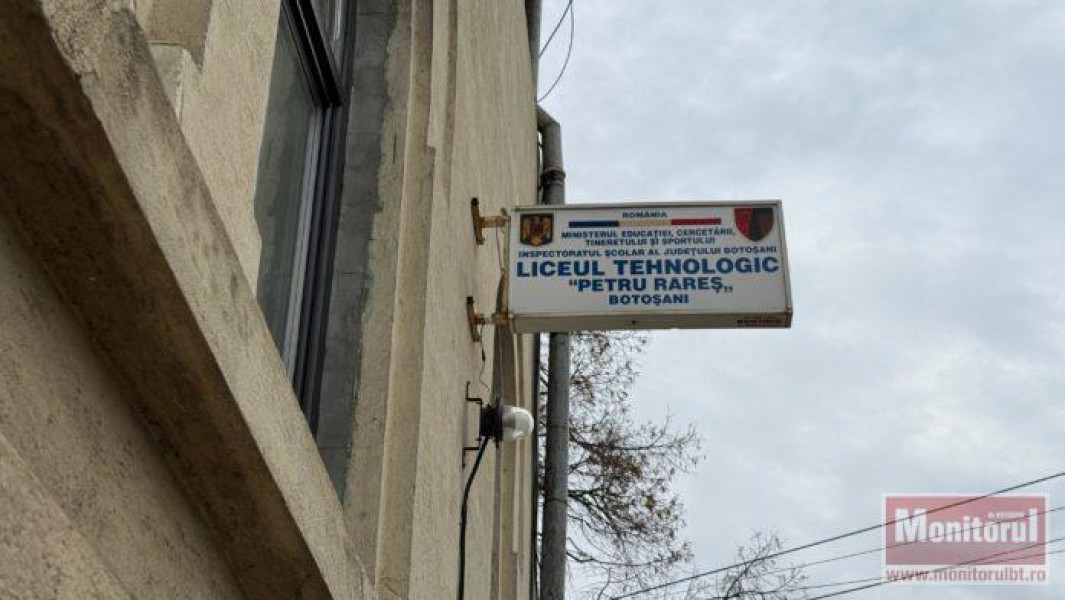 ROMÂNIA
MINISTERUL EDUCAȚIEI, CERCETĂRII,
TINERETULUI ȘI SPORTULUI
INSPECTORATUL ȘCOLAR AL JUDEȚULUI BOTOȘANI
LICEUL TEHNOLOGIC
“PETRU RAREȘ„
BOTOȘANI
Monitorul
www.monitorulbt.ro